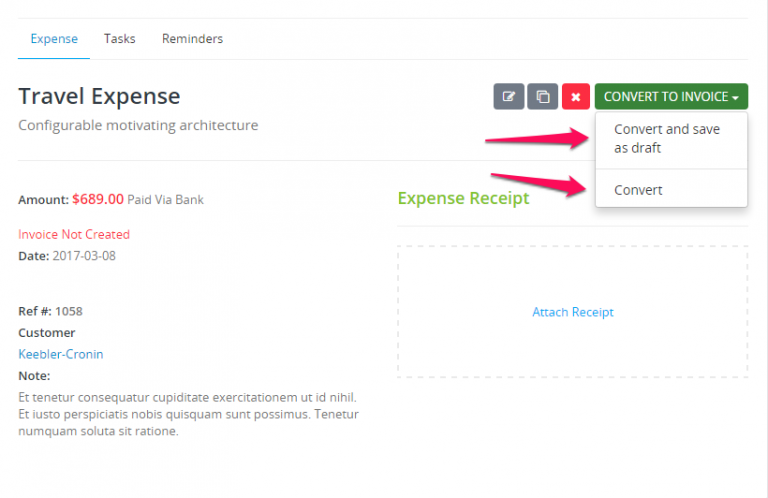 Expense Tasks Reminders
Travel Expense
CONVERT TO INVOICE
Configurable motivating architecture
Convert and save
as draft
Convert
Amount: $689.00 Paid Via Bank
Expense Receipt
Invoice Not Created
Date: 2017-03-08
Attach Receipt
Ref #: 1058
Customer
Keebler-Cronin
Note:
Et tenetur consequatur cupiditate exercitationem ut id nihil.
Et iusto perspiciatis nobis quisquam sunt possimus. Tenetur
numquam soluta sit ratione.